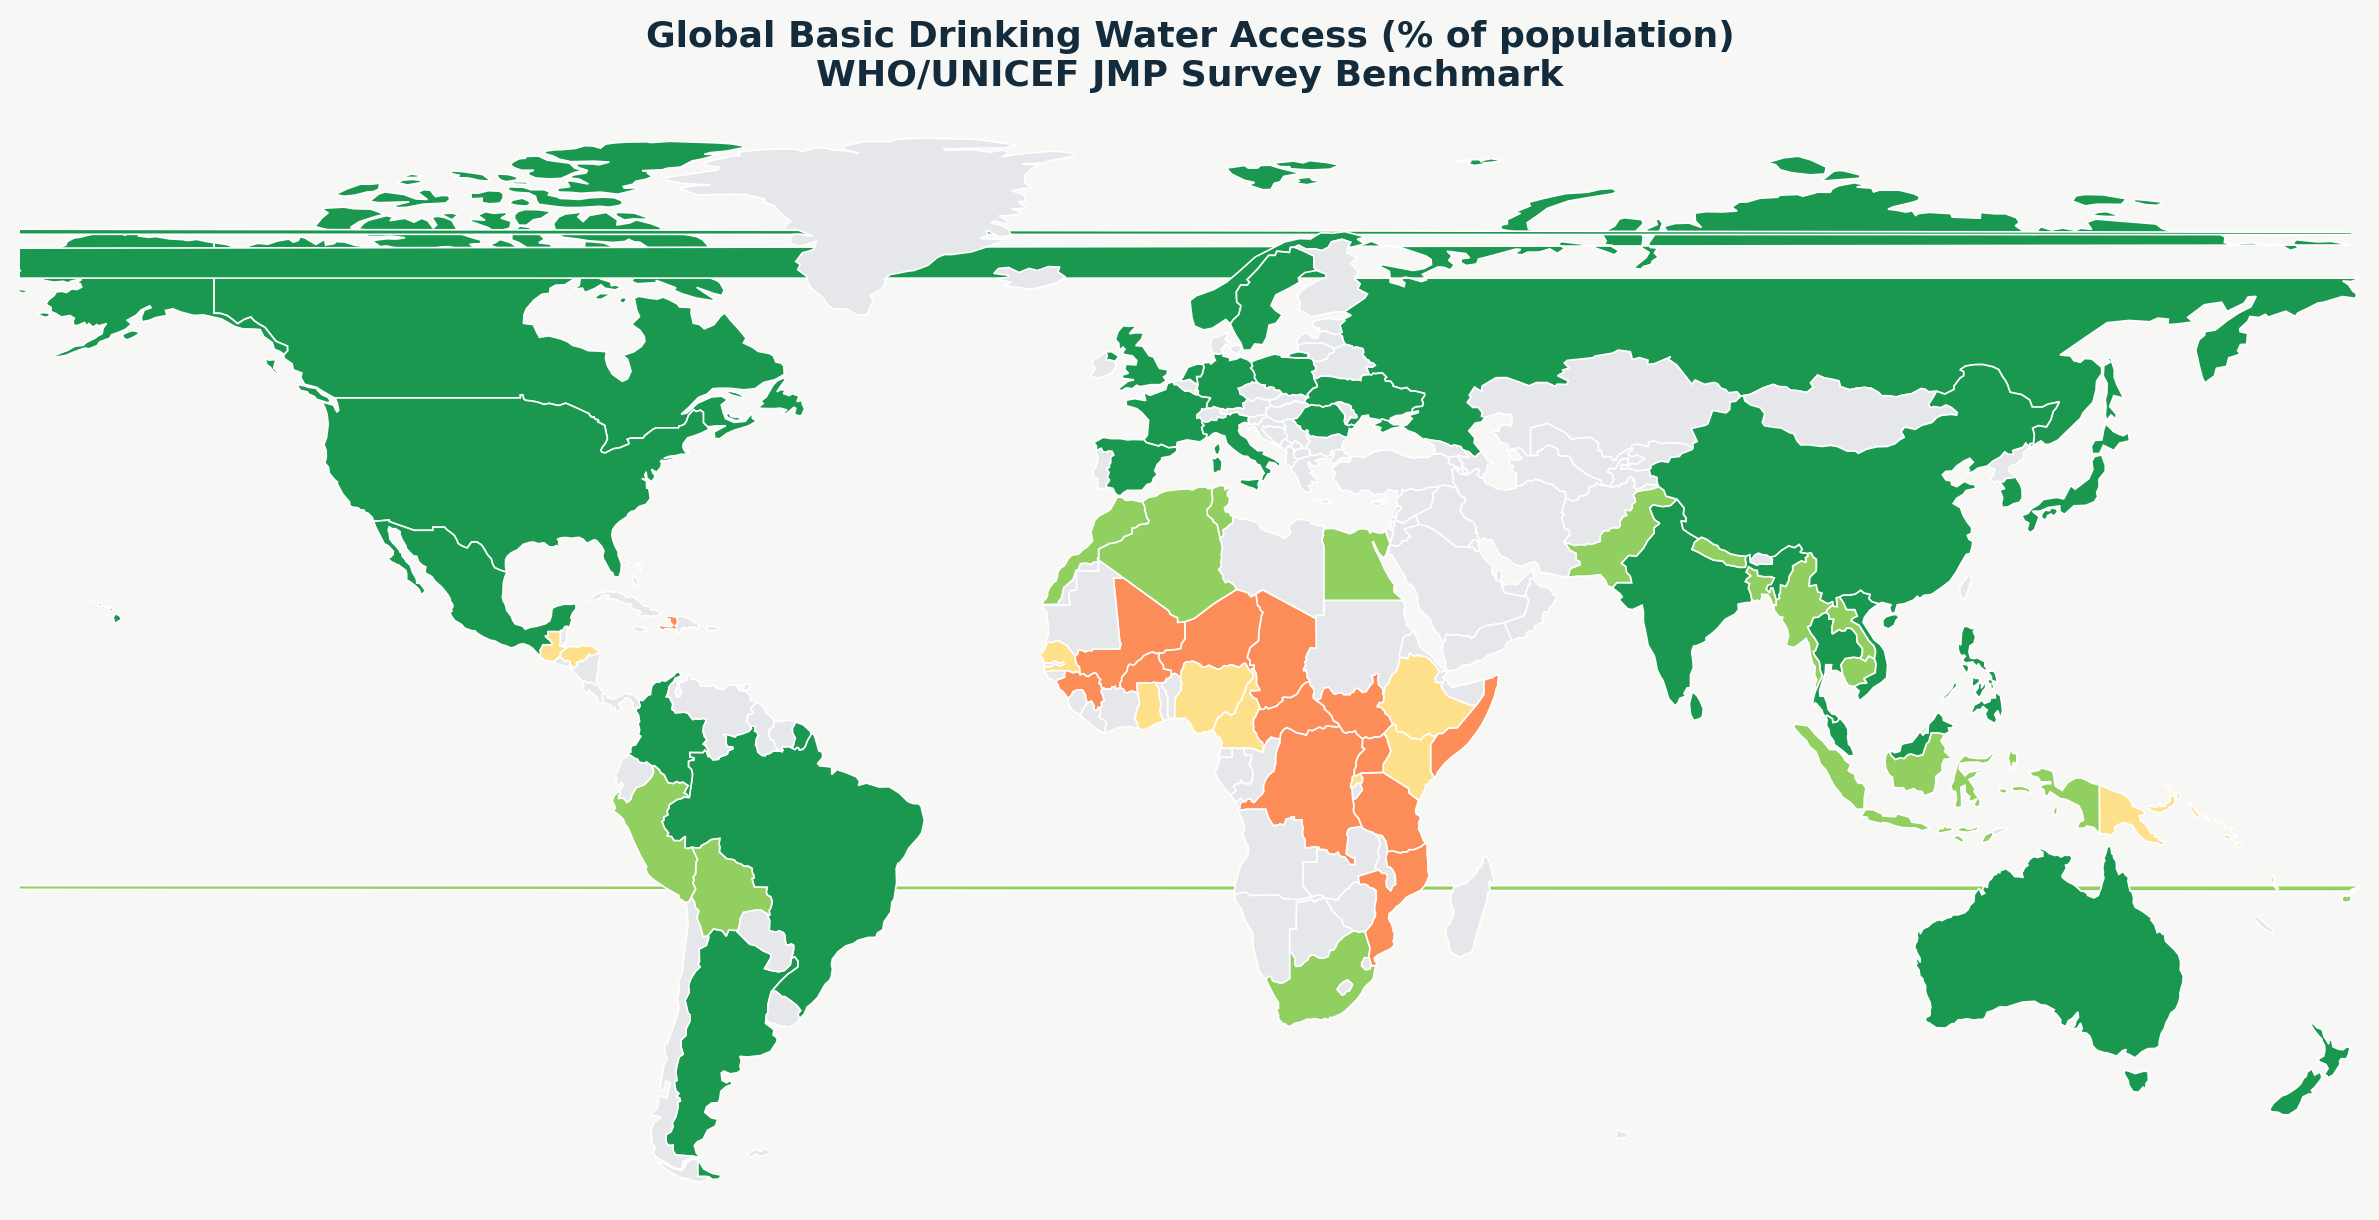 Global Basic Drinking Water Access (% of population)
WHO/UNICEF JMP Survey Benchmark